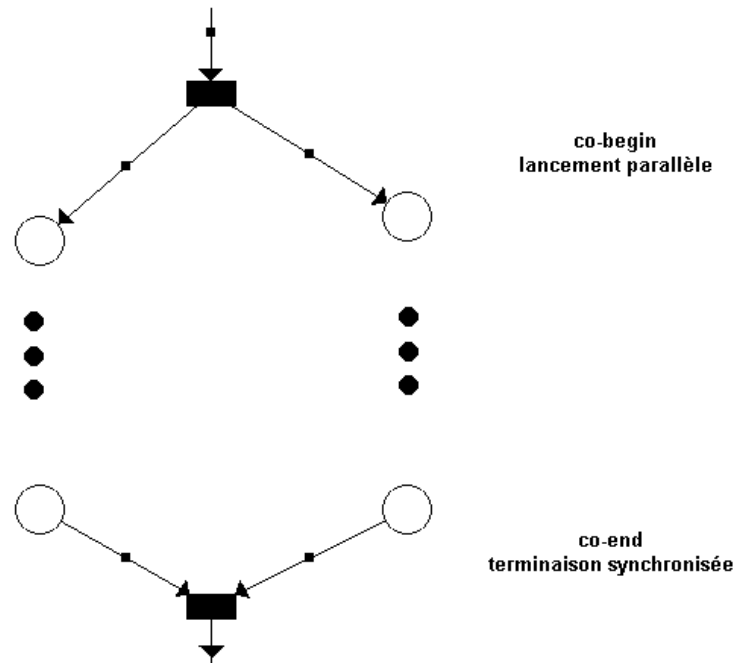 co-begin
lancement parallèle
co-end
terminaison synchronisée